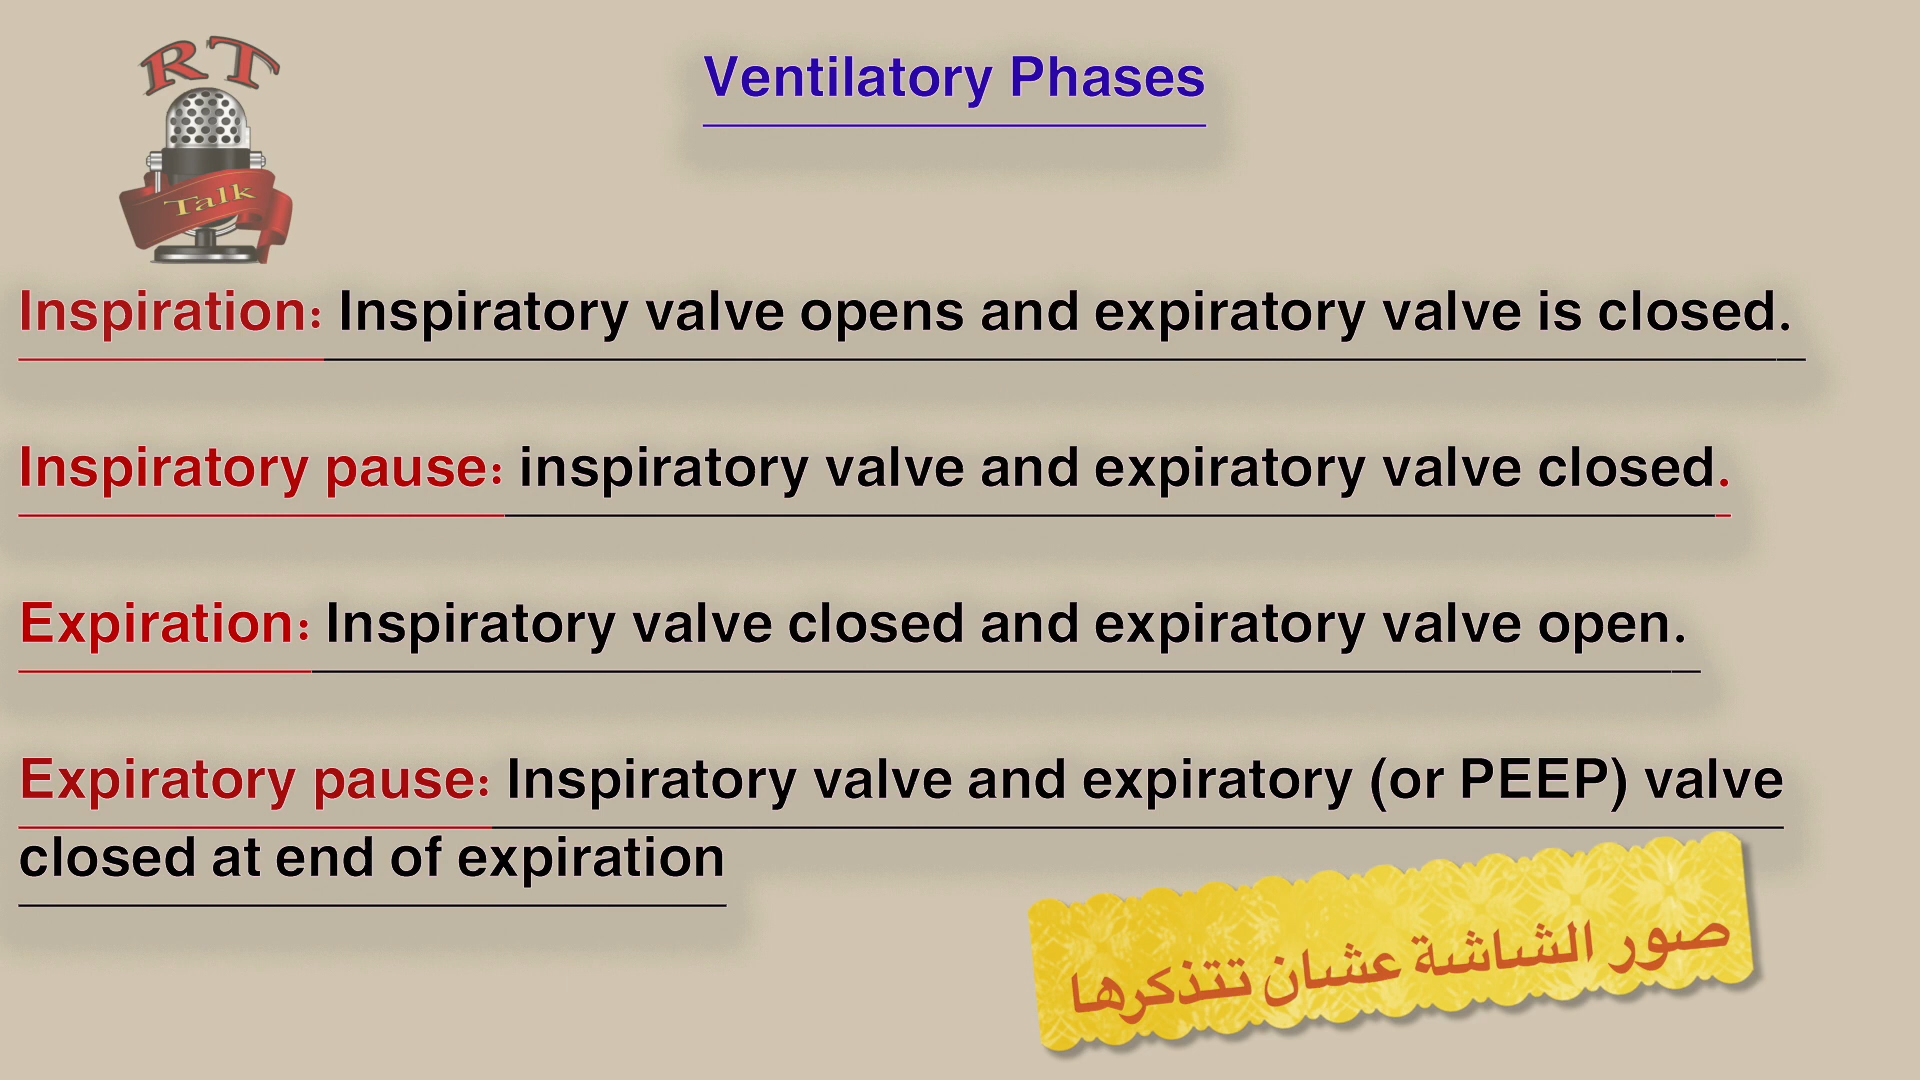 RT
Talk
Ventilatory Phases
Inspiration: Inspiratory valve opens and expiratory valve is closed.
Inspiratory pause: inspiratory valve and expiratory valve closed.
Expiration: Inspiratory valve closed and expiratory valve open.
Expiratory pause: Inspiratory valve and expiratory (or PEEP) valve
closed at end of expiration
صور الشاشة عشان تتذكرها